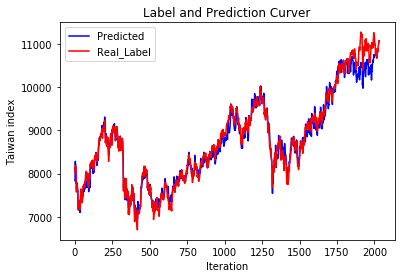 Label and Prediction Curver
Predicted
Real_Label
Taiwan Index
11000
10000
9000
8000
7000
0 250 500 750 1000 1250 1500 1750 2000
Iteration